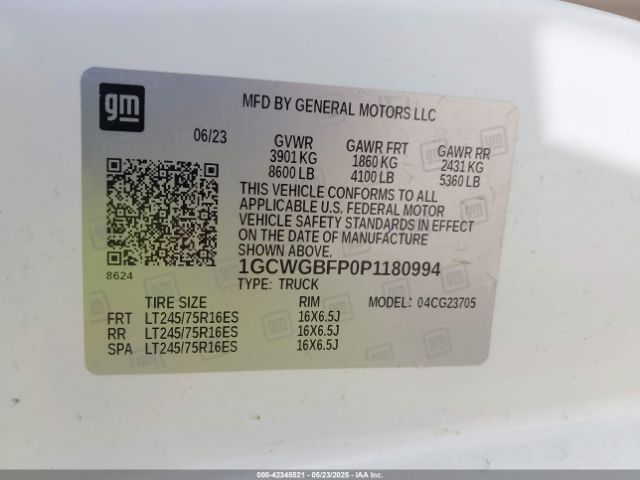 gm
MFD BY GENERAL MOTORS LLC
06/23 GVWR GAWR FRT GAWR RR
3901 KG 1860 KG 2431 KG
8600 LB 4100 LB 5360 LB
THIS VEHICLE CONFORMS TO ALL
APPLICABLE U.S. FEDERAL MOTOR
VEHICLE SAFETY STANDARDS IN EFFECT
ON THE DATE OF MANUFACTURE
SHOWN ABOVE.
8624
1GCWGBFP0P1180994
TYPE: TRUCK
TIRE SIZE RIM MODEL: 04CG23705
FRT LT245/75R16ES 16X6.5J
RR LT245/75R16ES 16X6.5J
SPA LT245/75R16ES 16X6.5J
000-42348521 - 05/23/2025 - IAAI.COM